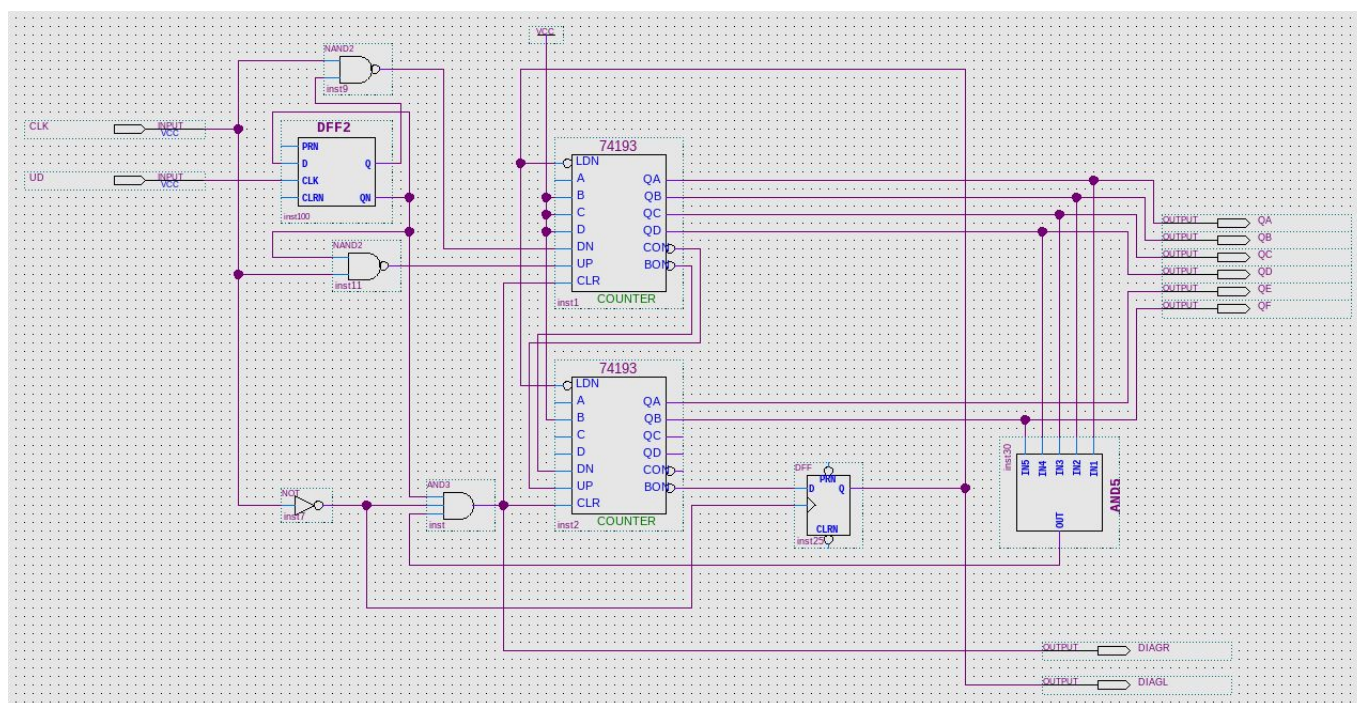 VCC
NAND2
inst9
CLK
INPUT
VCC
DFF2
PRN
D
Q
CLK
CLRN
QN
inst100
UD
INPUT
VCC
74193
LDN
A
QA
B
QB
C
QC
D
QD
DN
CON
UP
BON
CLR
inst1
COUNTER
NAND2
inst11
OUTPUT
QA
OUTPUT
QB
OUTPUT
QC
OUTPUT
QD
OUTPUT
QE
OUTPUT
QF
74193
LDN
A
QA
B
QB
C
QC
D
QD
DN
CON
UP
BON
CLR
inst2
COUNTER
NOT
inst7
AND3
inst
DFF
PRN
D
Q
CLRN
inst25
inst30
IN5
IN4
IN3
IN2
IN1
AND5
OUT
OUTPUT
DIAGR
OUTPUT
DIAGL